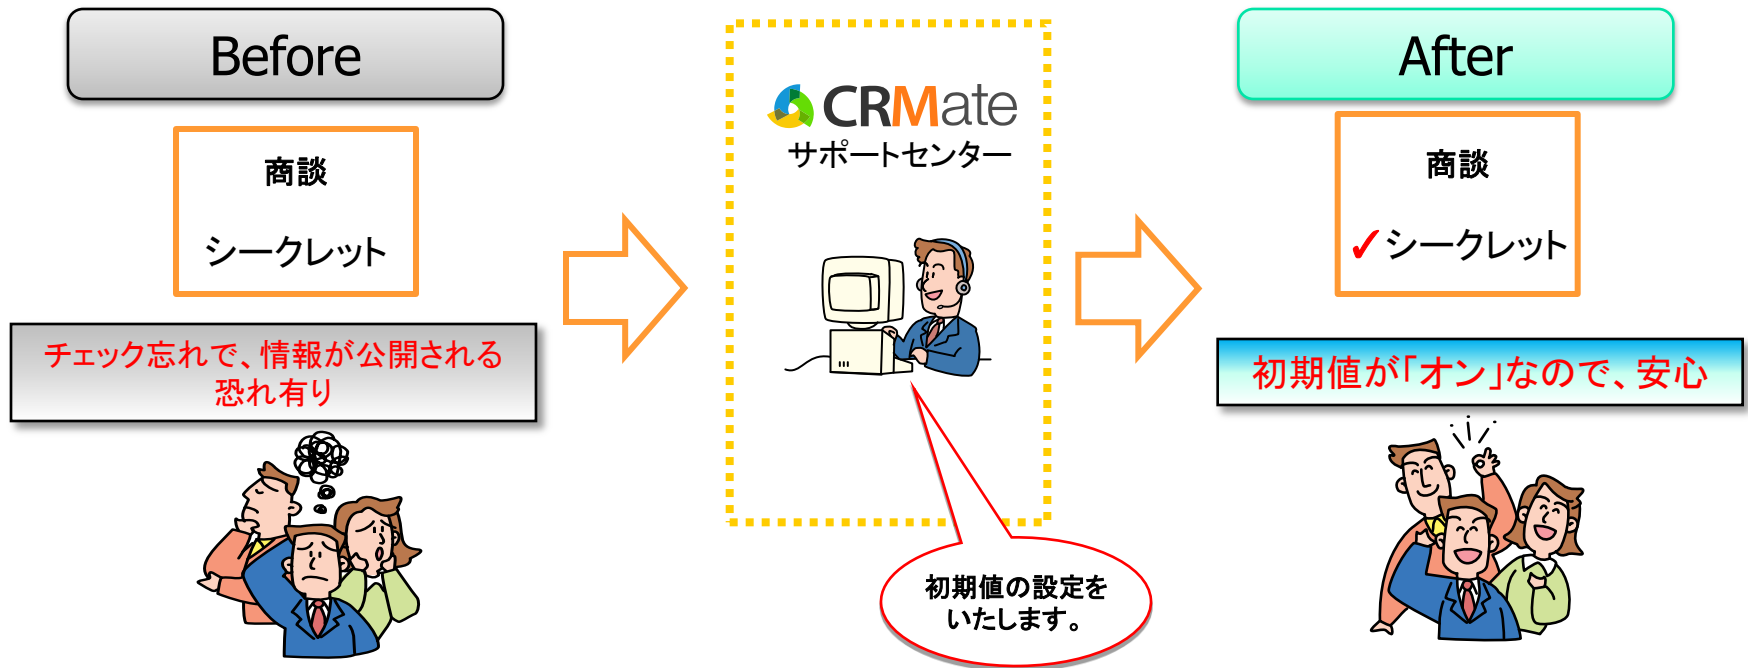 Before
商談
シークレット
チェック忘れで、情報が公開される
恐れ有り
CRMate
サポートセンター
初期値の設定を
いたします。
After
商談
✓シークレット
初期値が「オン」なので、安心